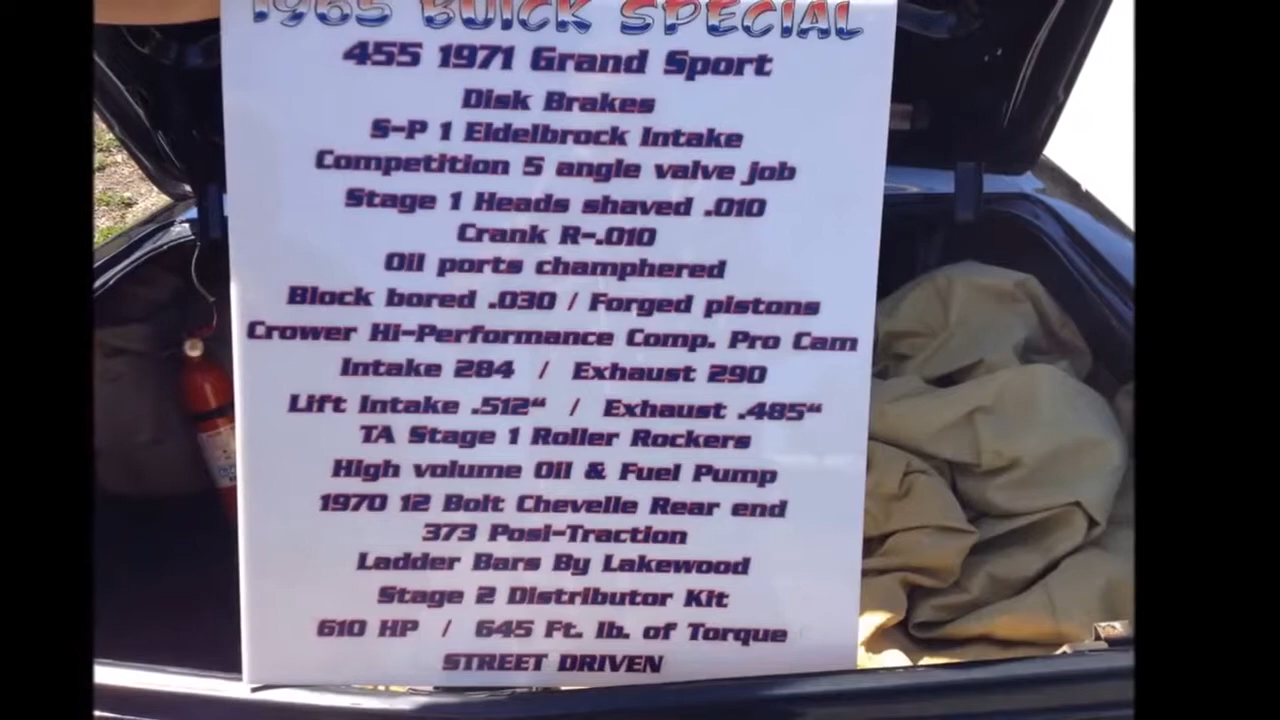 1965 BUICK SPECIAL
455 1971 Grand Sport
Disk Brakes
S-P 1 Eldelbrock Intake
Competition 5 angle valve job
Stage 1 Heads shaved .010
Crank R-.010
Oil ports champhered
Block bored .030 / Forged pistons
Crower Hi-Performance Comp. Pro Cam
Intake 284 / Exhaust 290
Lift Intake .512“ / Exhaust .485“
TA Stage 1 Roller Rockers
High volume Oil & Fuel Pump
1970 12 Bolt Chevelle Rear end
373 Posi-Traction
Ladder Bars By Lakewood
Stage 2 Distributor Kit
610 HP / 645 Ft. lb. of Torque
STREET DRIVEN